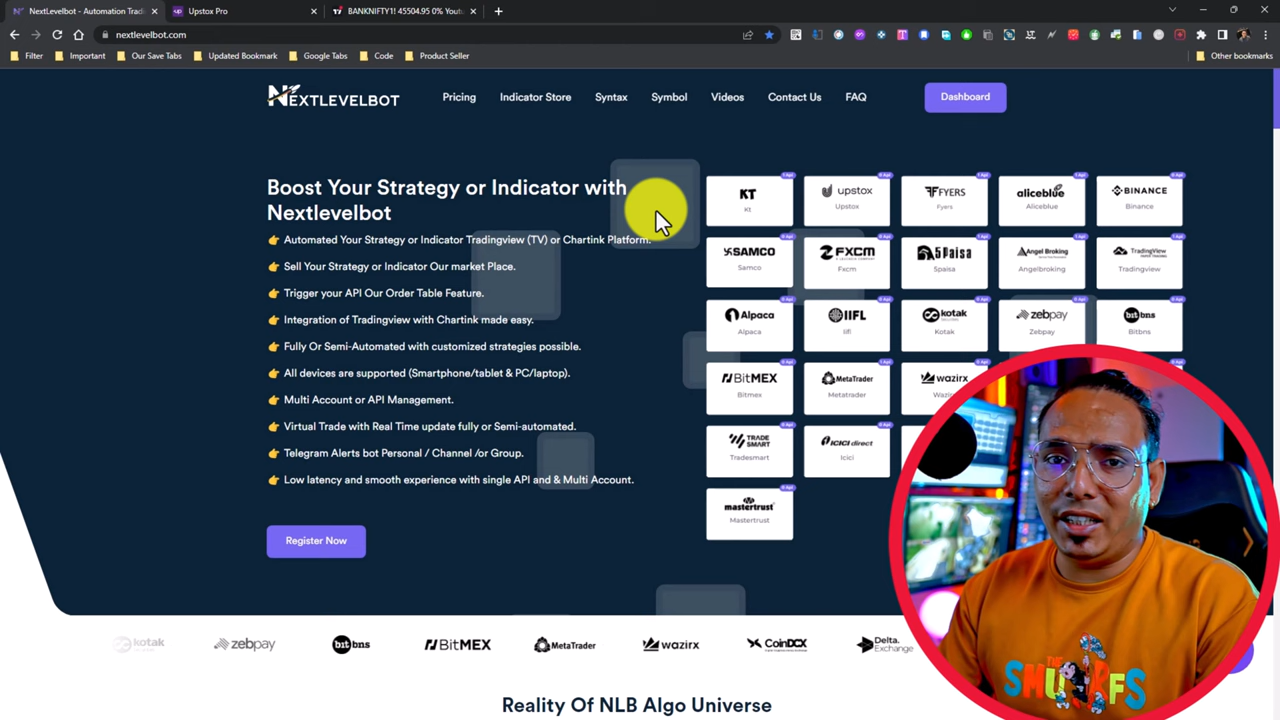 NextLevelbot - Automation Tradi
Upstox Pro
BANKNIFTY1! 45504.95 0% Youtu
nextlevelbot.com
Filter
Important
Our Save Tabs
Updated Bookmark
Google Tabs
Code
Product Seller
Other bookmarks
NEXTLEVELBOT
Pricing
Indicator Store
Syntax
Symbol
Videos
Contact Us
FAQ
Dashboard
Boost Your Strategy or Indicator with
Nextlevelbot
👉 Automated Your Strategy or Indicator Tradingview (TV) or Chartink Platform.
👉 Sell Your Strategy or Indicator Our market Place.
👉 Trigger your API Our Order Table Feature.
👉 Integration of Tradingview with Chartink made easy.
👉 Fully Or Semi-Automated with customized strategies possible.
👉 All devices are supported (Smartphone/tablet & PC/laptop).
👉 Multi Account or API Management.
👉 Virtual Trade with Real Time update fully or Semi-automated.
👉 Telegram Alerts bot Personal / Channel /or Group.
👉 Low latency and smooth experience with single API and & Multi Account.
Register Now
KT
Kt
upstox
Upstox
FYERS
Fyers
aliceblue
Aliceblue
BINANCE
Binance
SAMCO
Samco
FXCM
Fxcm
5paisa
5paisa
Angel Broking
Angelbroking
TradingView
Tradingview
Alpaca
Alpaca
IIFL
Iifl
kotak
Kotak
zebpay
Zebpay
bitbns
Bitbns
BitMEX
Bitmex
MetaTrader
Metatrader
wazirx
TRADE
SMART
Tradesmart
ICICI direct
Icici
mastertrust
Mastertrust
kotak
zebpay
bitbns
BitMEX
MetaTrader
wazirx
CoinDCX
Delta.
Exchange
THE
SMURFS
Reality Of NLB Algo Universe